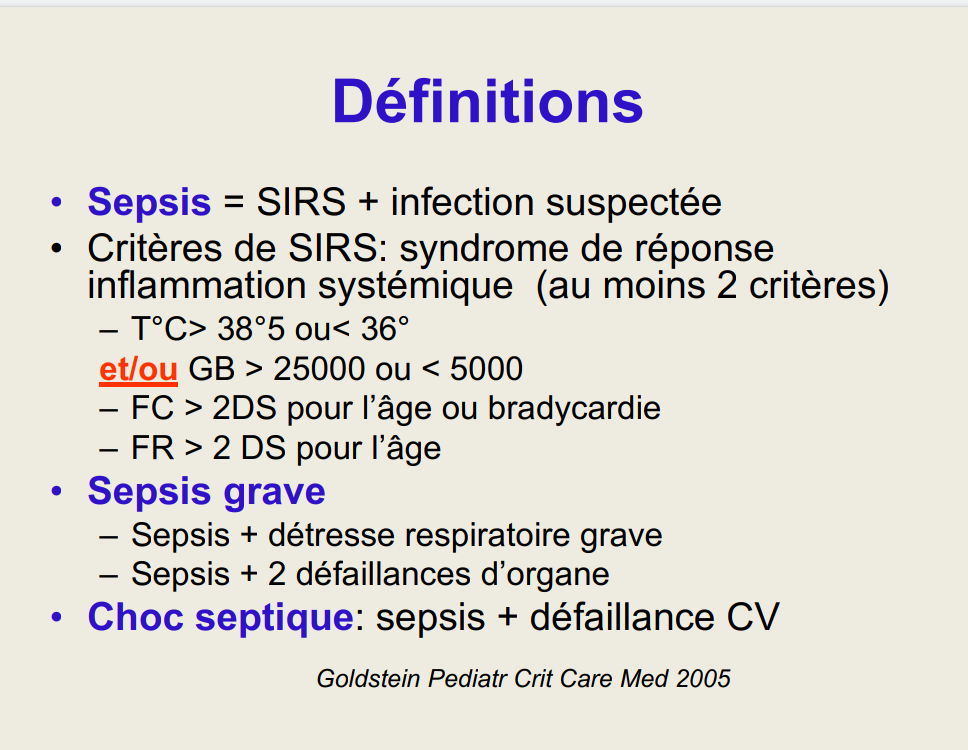 Définitions
• Sepsis = SIRS + infection suspectée
• Critères de SIRS: syndrome de réponse
inflammation systémique (au moins 2 critères)
– T°C> 38°5 ou< 36°
et/ou GB > 25000 ou < 5000
– FC > 2DS pour l’âge ou bradycardie
– FR > 2 DS pour l’âge
• Sepsis grave
– Sepsis + détresse respiratoire grave
– Sepsis + 2 défaillances d’organe
• Choc septique: sepsis + défaillance CV
Goldstein Pediatr Crit Care Med 2005